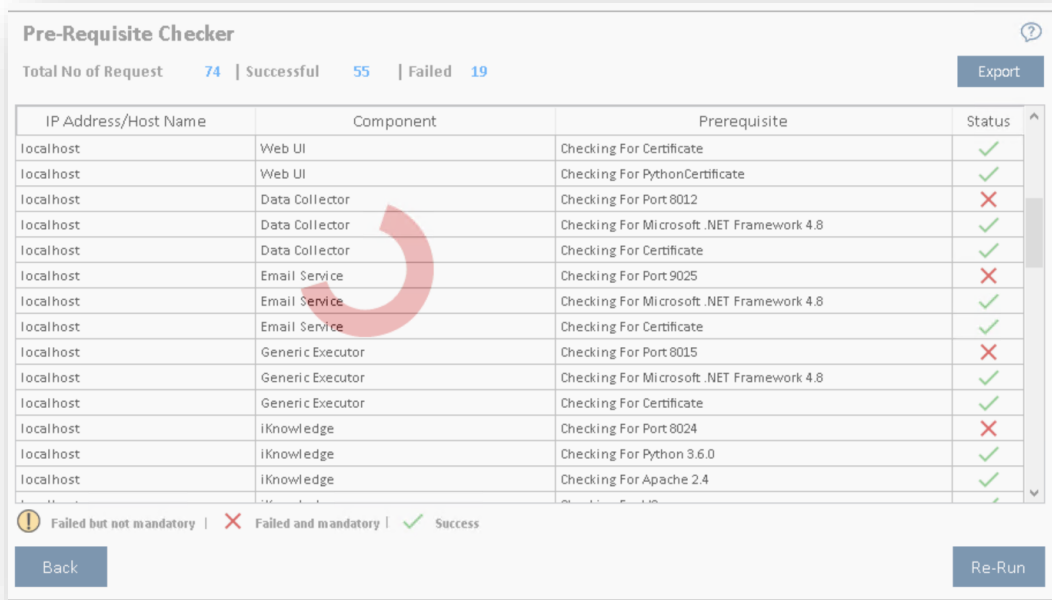 Pre-Requisite Checker
Total No of Request 74 | Successful 55 | Failed 19
Export
IP Address/Host Name Component Prerequisite Status
localhost Web UI Checking For Certificate
localhost Web UI Checking For PythonCertificate
localhost Data Collector Checking For Port 8012
localhost Data Collector Checking For Microsoft .NET Framework 4.8
localhost Data Collector Checking For Certificate
localhost Email Service Checking For Port 9025
localhost Email Service Checking For Microsoft .NET Framework 4.8
localhost Email Service Checking For Certificate
localhost Generic Executor Checking For Port 8015
localhost Generic Executor Checking For Microsoft .NET Framework 4.8
localhost Generic Executor Checking For Certificate
localhost iKnowledge Checking For Port 8024
localhost iKnowledge Checking For Python 3.6.0
localhost iKnowledge Checking For Apache 2.4
Failed but not mandatory | Failed and mandatory | Success
Back Re-Run